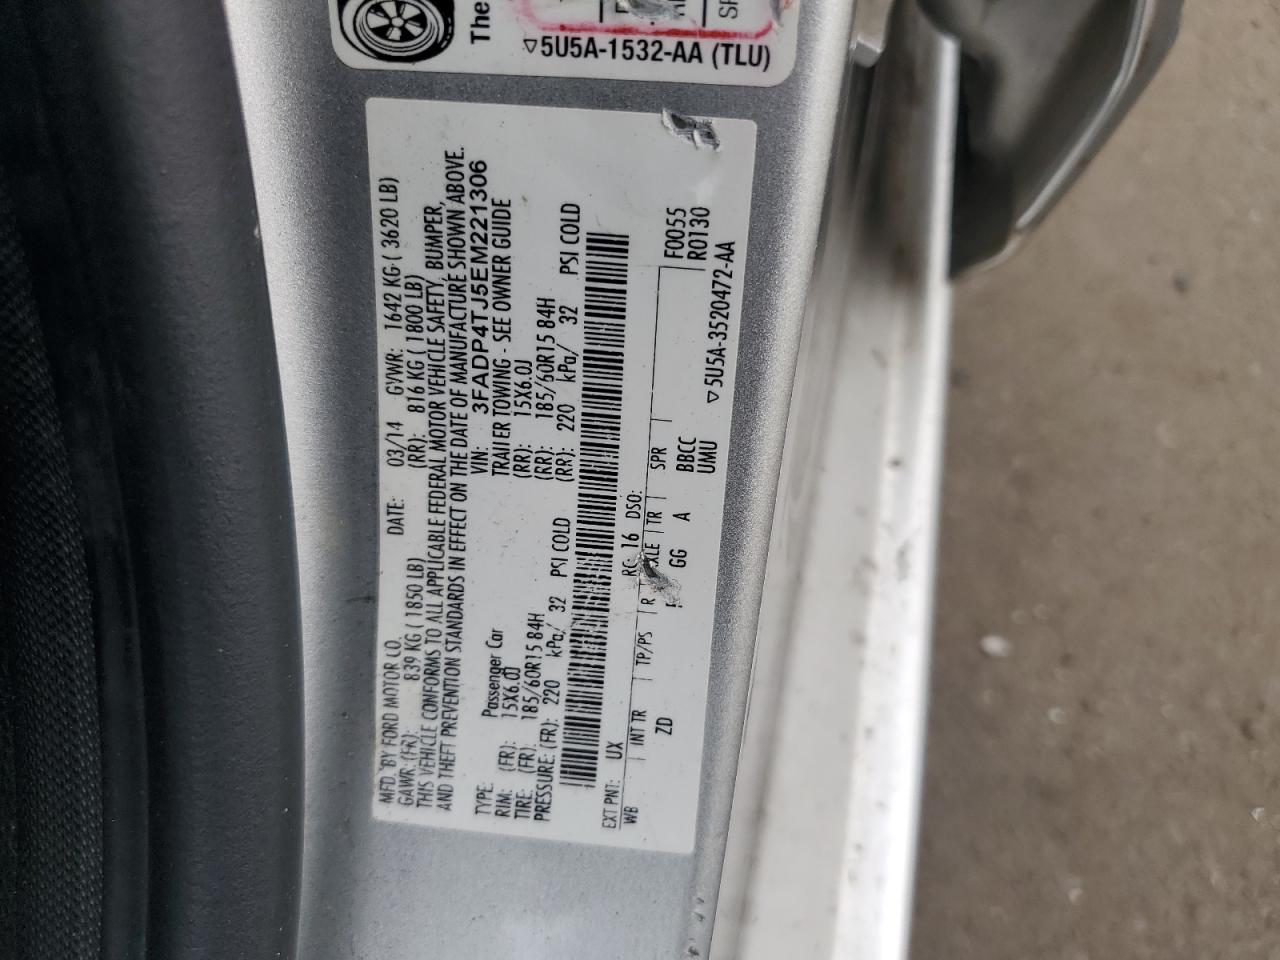 The
SP
▽5U5A-1532-AA (TLU)
MFD. BY FORD MOTOR CO. DATE: 03/14 GVWR: 1642 KG ( 3620 LB)
GAWR: (FR): 839 KG ( 1850 LB) (RR): 816 KG ( 1800 LB)
THIS VEHICLE CONFORMS TO ALL APPLICABLE FEDERAL MOTOR VEHICLE SAFETY, BUMPER,
AND THEFT PREVENTION STANDARDS IN EFFECT ON THE DATE OF MANUFACTURE SHOWN ABOVE.
VIN: 3FADP4TJ5EM221306
TYPE: Passenger Car TRAILER TOWING - SEE OWNER GUIDE
RIM: (FR): 15X6.0J (RR): 15X6.0J
TIRE: (FR): 185/60R15 84H (RR): 185/60R15 84H
PRESSURE: (FR): 220 kPa/ 32 PSI COLD (RR): 220 kPa/ 32 PSI COLD
EXT PNT: UX RC: 16 DSO:
WB INT TR TP/PS R AXLE TR SPR
ZD GG A BBCC F0055
UMU R0130
▽5U5A-3520472-AA